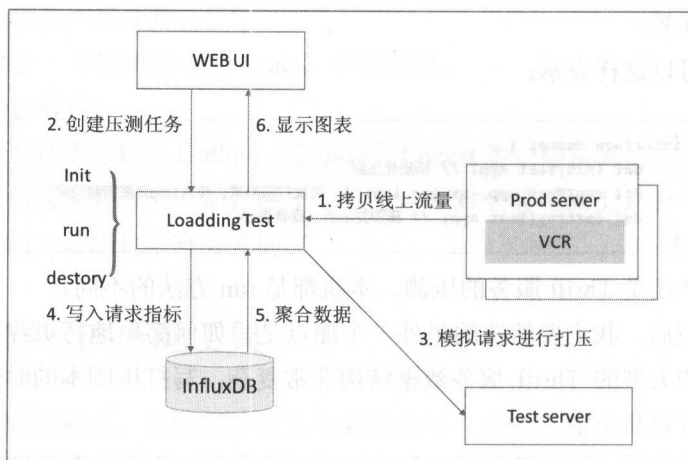 WEB UI
2. 创建压测任务
6. 显示图表
Init
run
destory
Loadding Test
1. 拷贝线上流量
Prod server
VCR
4. 写入请求指标
5. 聚合数据
3. 模拟请求进行打压
InfluxDB
Test server